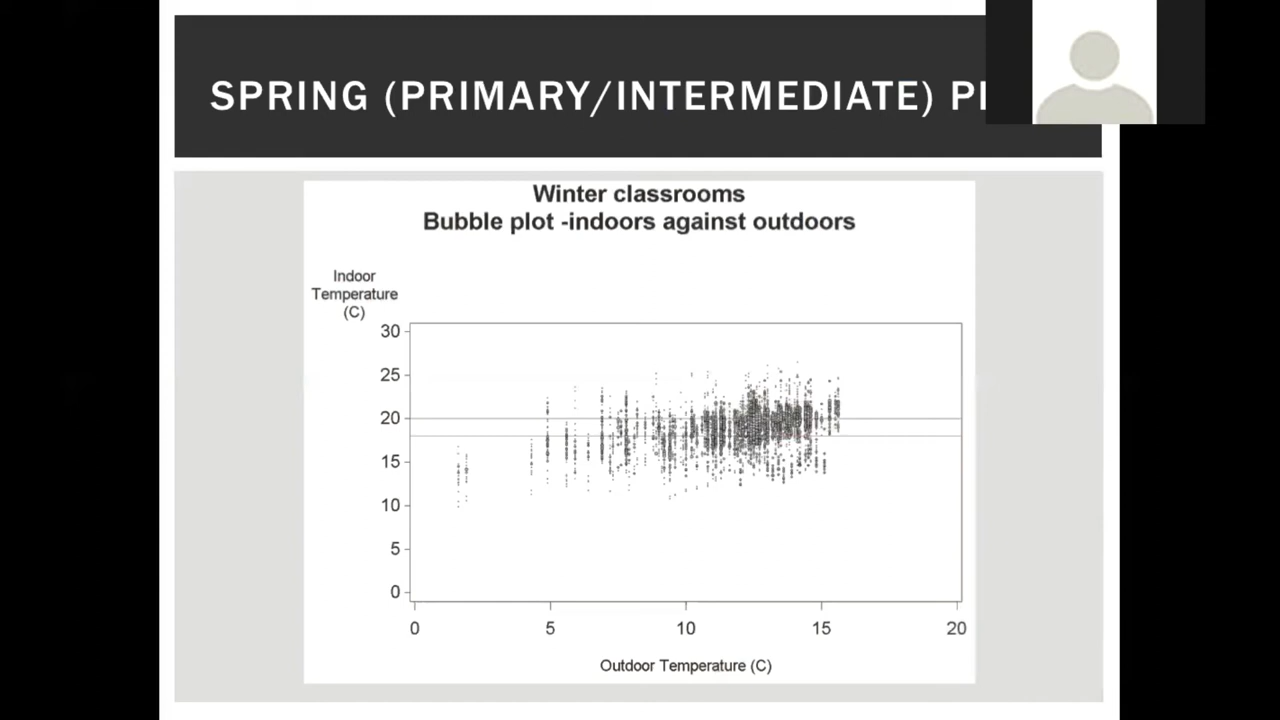 SPRING (PRIMARY/INTERMEDIATE)
Winter classrooms
Bubble plot -indoors against outdoors
Indoor
Temperature
(C)
30
25
20
15
10
5
0
0 5 10 15 20
Outdoor Temperature (C)